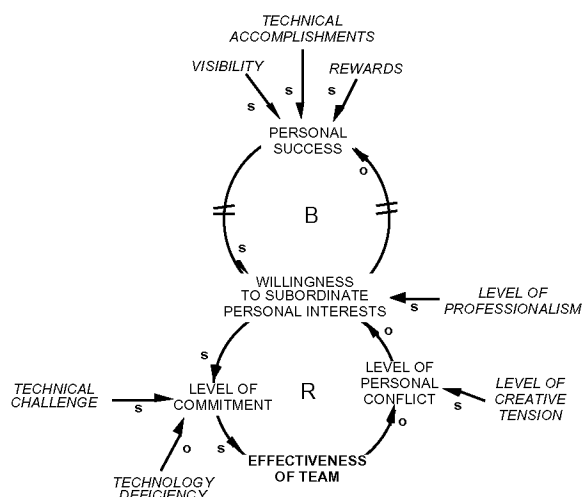 TECHNICAL
ACCOMPLISHMENTS
VISIBILITY
REWARDS
s
s
s
PERSONAL
SUCCESS
o
B
s
WILLINGNESS
TO SUBORDINATE
PERSONAL INTERESTS
s
LEVEL OF
PROFESSIONALISM
o
s
LEVEL OF
PERSONAL
CONFLICT
R
TECHNICAL
CHALLENGE
s
LEVEL OF
COMMITMENT
s
LEVEL OF
CREATIVE
TENSION
o
s
o
EFFECTIVENESS
OF TEAM
TECHNOLOGY
DEFICIENCY